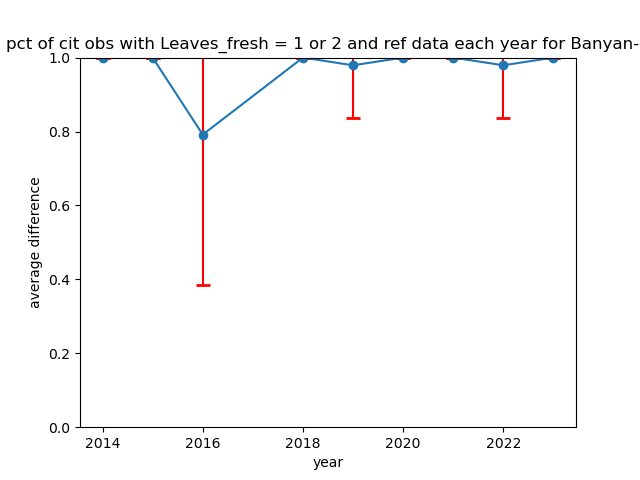 pct of cit obs with Leaves_fresh = 1 or 2 and ref data each year for Banyan-
1.0
0.8
0.6
0.4
0.2
0.0
average difference
2014 2016 2018 2020 2022
year